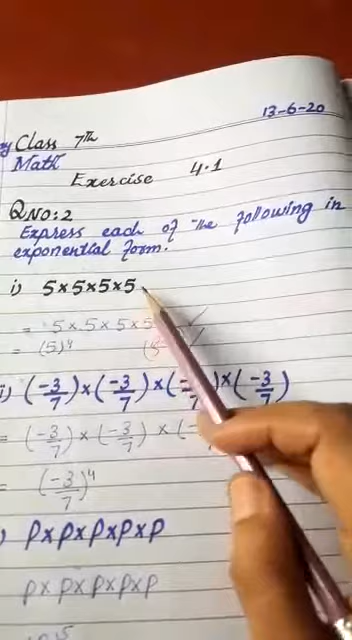 13-6-20
Class 7th
Math
Exercise 4.1
Q No: 2
Express each of the following in
exponential form.
i) 5×5×5×5
= 5×5×5×5
= (5)⁴ (5
ii) (-3/7)×(-3/7)×(-3/7)×(-3/7)
= (-3/7)×(-3/7)×(-
= (-3/7)⁴
) P×P×P×P×P
P×P×P×P×P